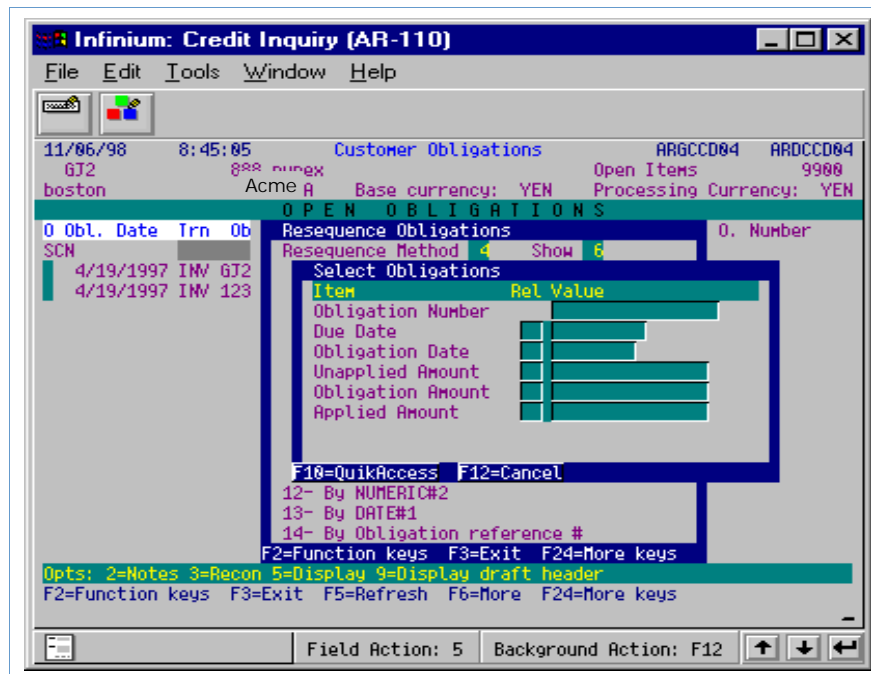 Infinium: Credit Inquiry (AR-110)
File Edit Tools Window Help
11/06/98 8:45:05 Customer Obligations ARGCCD04 ARDCCD04
GJ2 Open Items 9900
boston Acme A Base currency: YEN Processing Currency: YEN
O P E N O B L I G A T I O N S
O Obl. Date Trn Ob Resequence Obligations O. Number
SCN Resequence Method 4 Show 6
4/19/1997 INV GJ2 Select Obligations
4/19/1997 INV 123 Item Rel Value
Obligation Number
Due Date
Obligation Date
Unapplied Amount
Obligation Amount
Applied Amount
F10=QuikAccess F12=Cancel
12- By NUMERIC#2
13- By DATE#1
14- By Obligation reference #
F2=Function keys F3=Exit F24=More keys
Opts: 2=Notes 3=Recon 5=Display 9=Display draft header
F2=Function keys F3=Exit F5=Refresh F6=More F24=More keys
Field Action: 5 Background Action: F12